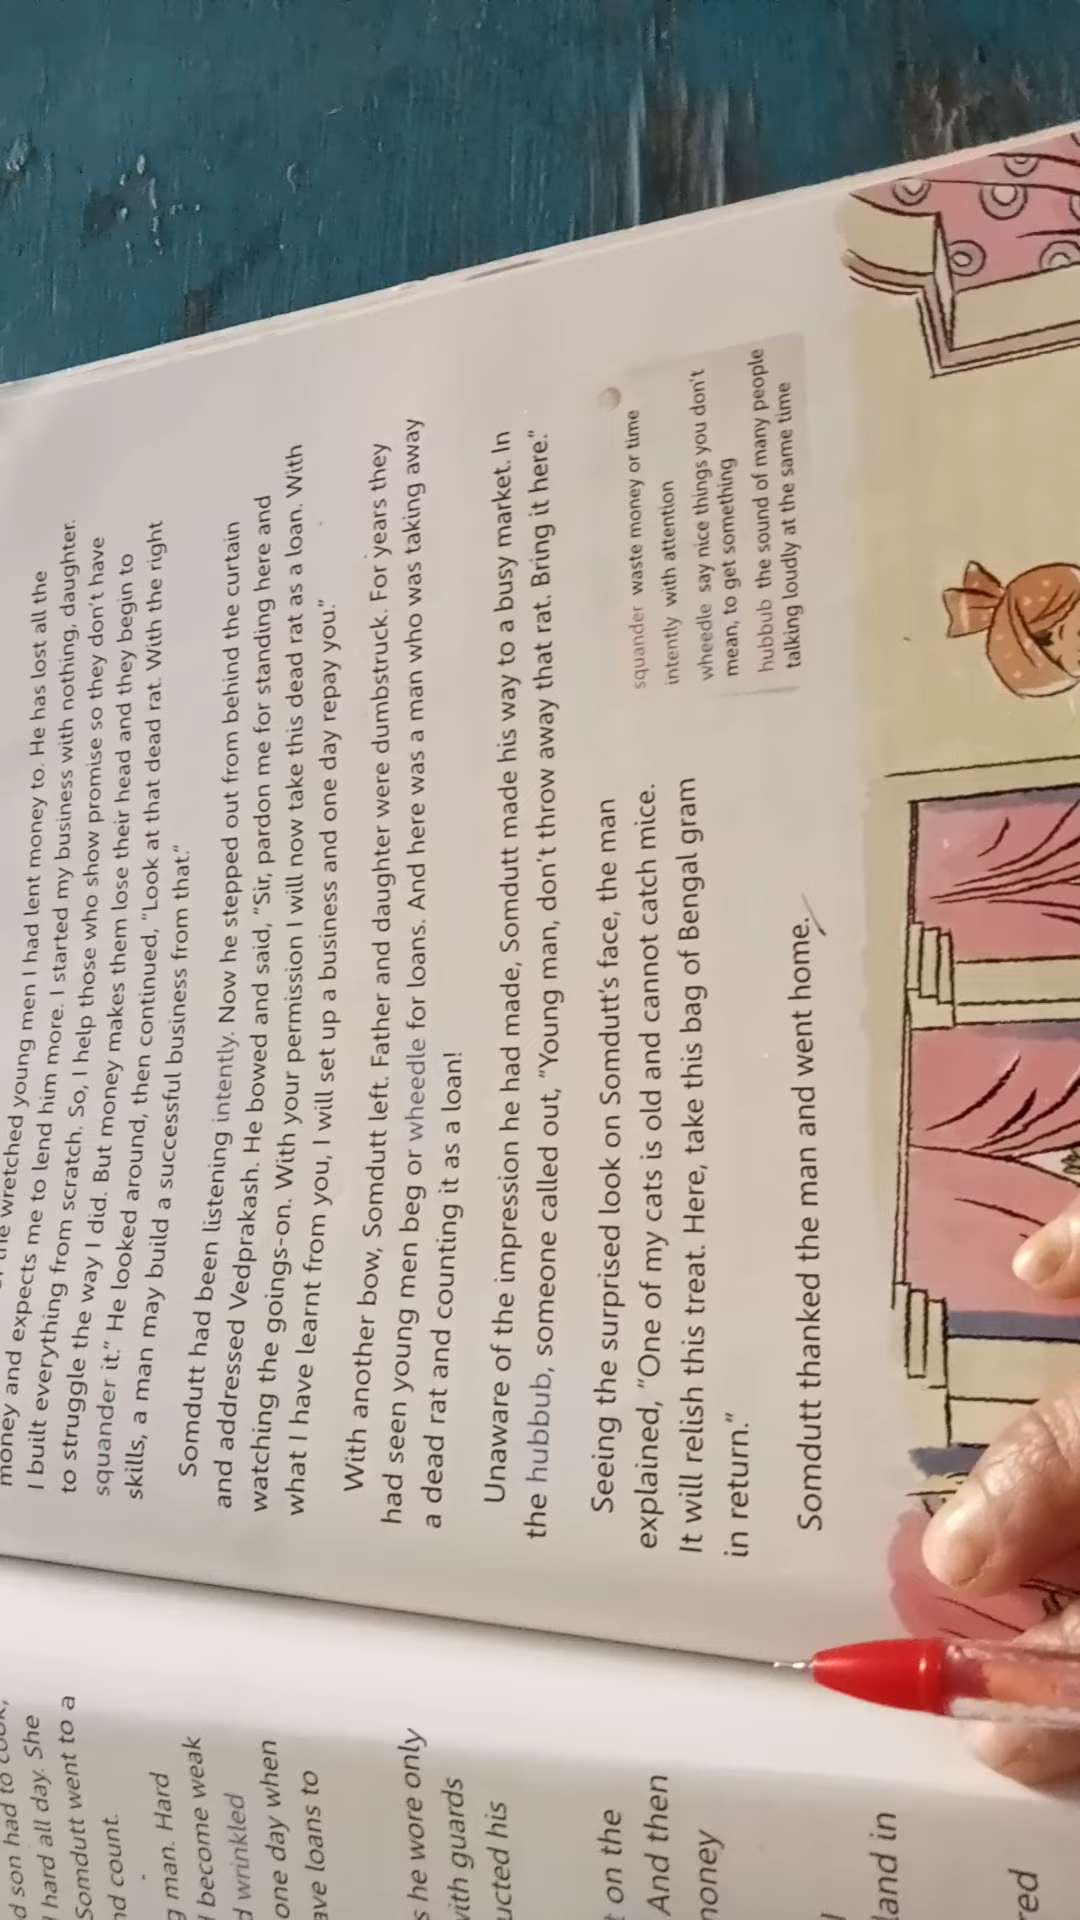 d son had to
hard all day. She
Somdutt went to a
nd count.
g man. Hard
become weak
d wrinkled
one day when
ave loans to
s he wore only
vith guards
ucted his
on the
And then
noney
land in
red
the wretched young men I had lent money to. He has lost all the
money and expects me to lend him more. I started my business with nothing, daughter.
I built everything from scratch. So, I help those who show promise so they don't have
to struggle the way I did. But money makes them lose their head and they begin to
squander it." He looked around, then continued, "Look at that dead rat. With the right
skills, a man may build a successful business from that."
Somdutt had been listening intently. Now he stepped out from behind the curtain
and addressed Vedprakash. He bowed and said, "Sir, pardon me for standing here and
watching the goings-on. With your permission I will now take this dead rat as a loan. With
what I have learnt from you, I will set up a business and one day repay you."
With another bow, Somdutt left. Father and daughter were dumbstruck. For years they
had seen young men beg or wheedle for loans. And here was a man who was taking away
a dead rat and counting it as a loan!
Unaware of the impression he had made, Somdutt made his way to a busy market. In
the hubbub, someone called out, "Young man, don't throw away that rat. Bring it here."
Seeing the surprised look on Somdutt's face, the man
explained, "One of my cats is old and cannot catch mice.
It will relish this treat. Here, take this bag of Bengal gram
in return."
Somdutt thanked the man and went home.
squander waste money or time
intently with attention
wheedle say nice things you don't
mean, to get something
hubbub the sound of many people
talking loudly at the same time